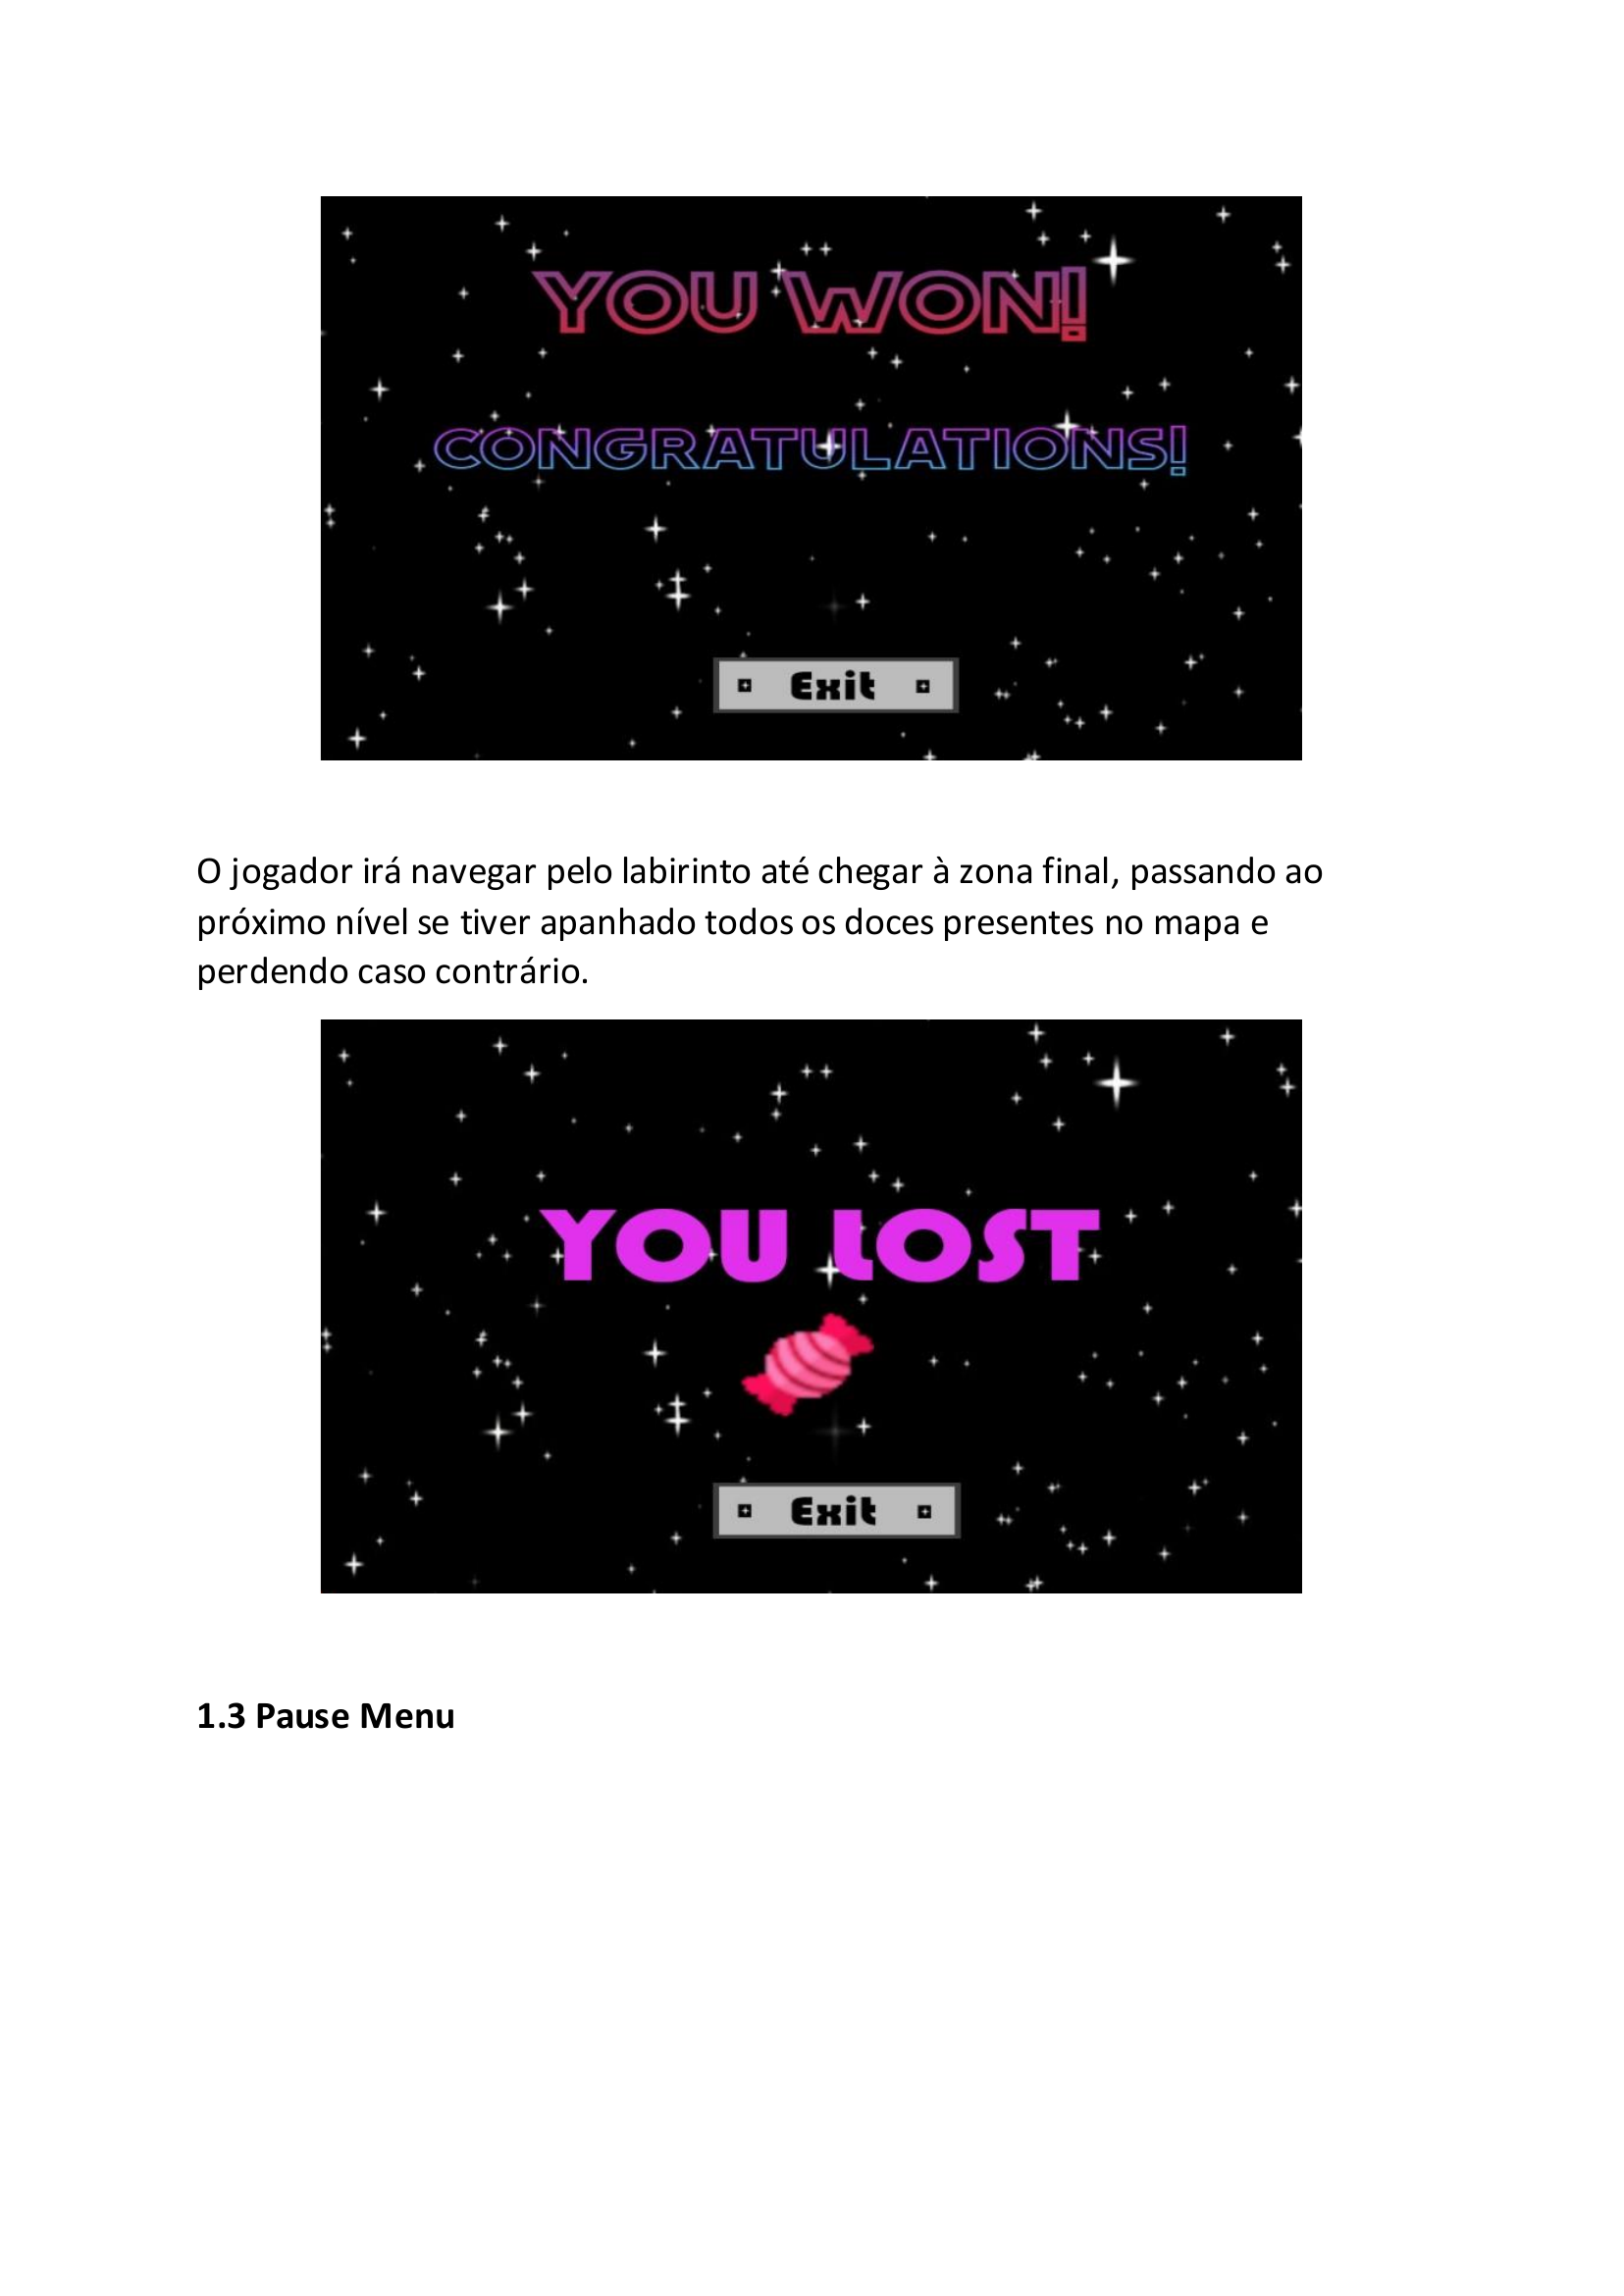 YOU WON!
CONGRATULATIONS!
Exit
O jogador irá navegar pelo labirinto até chegar à zona final, passando ao
próximo nível se tiver apanhado todos os doces presentes no mapa e
perdendo caso contrário.
YOU LOST
Exit
1.3 Pause Menu